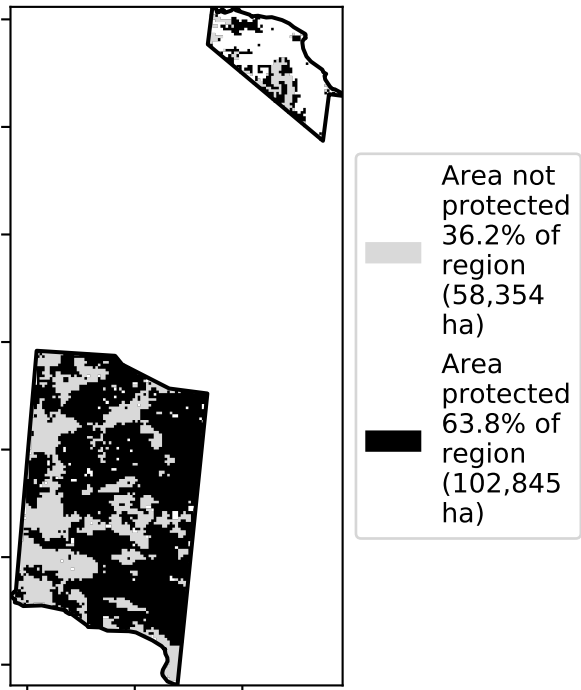 Area not
protected
36.2% of
region
(58,354
ha)
Area
protected
63.8% of
region
(102,845
ha)